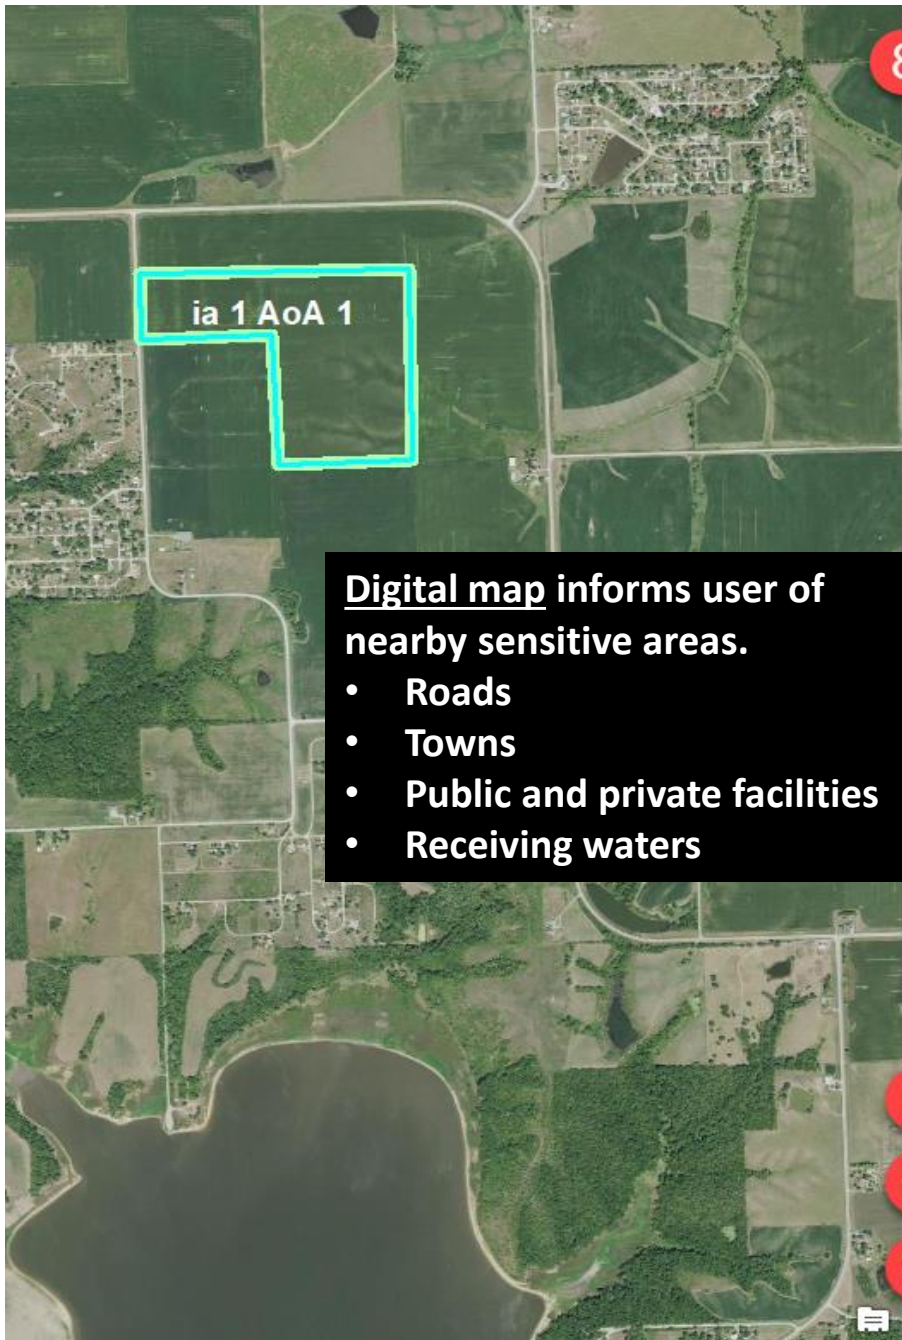 8
ia 1 AoA 1
Digital map informs user of
nearby sensitive areas.
• Roads
• Towns
• Public and private facilities
• Receiving waters